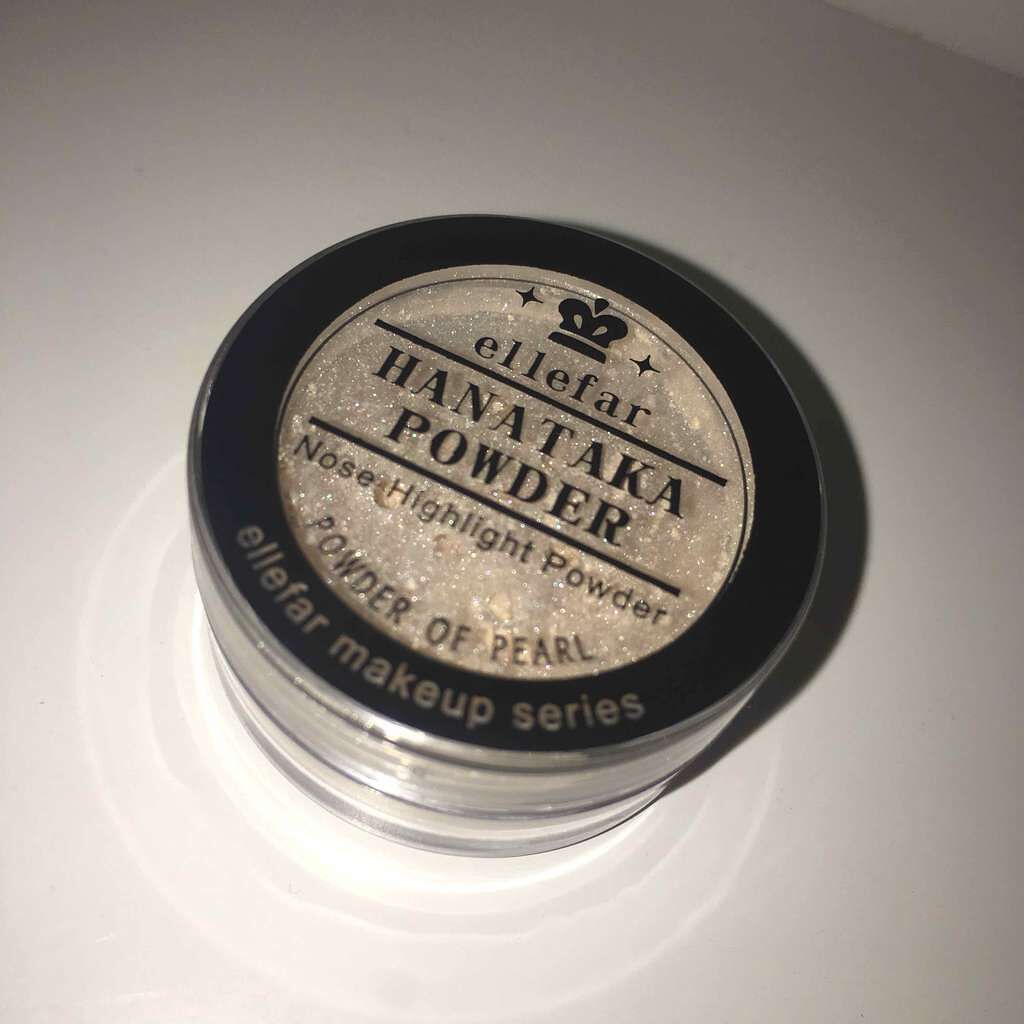 ellefar
HANATAKA
POWDER
Nose Highlight Powder
POWDER OF PEARL
ellefar makeup series